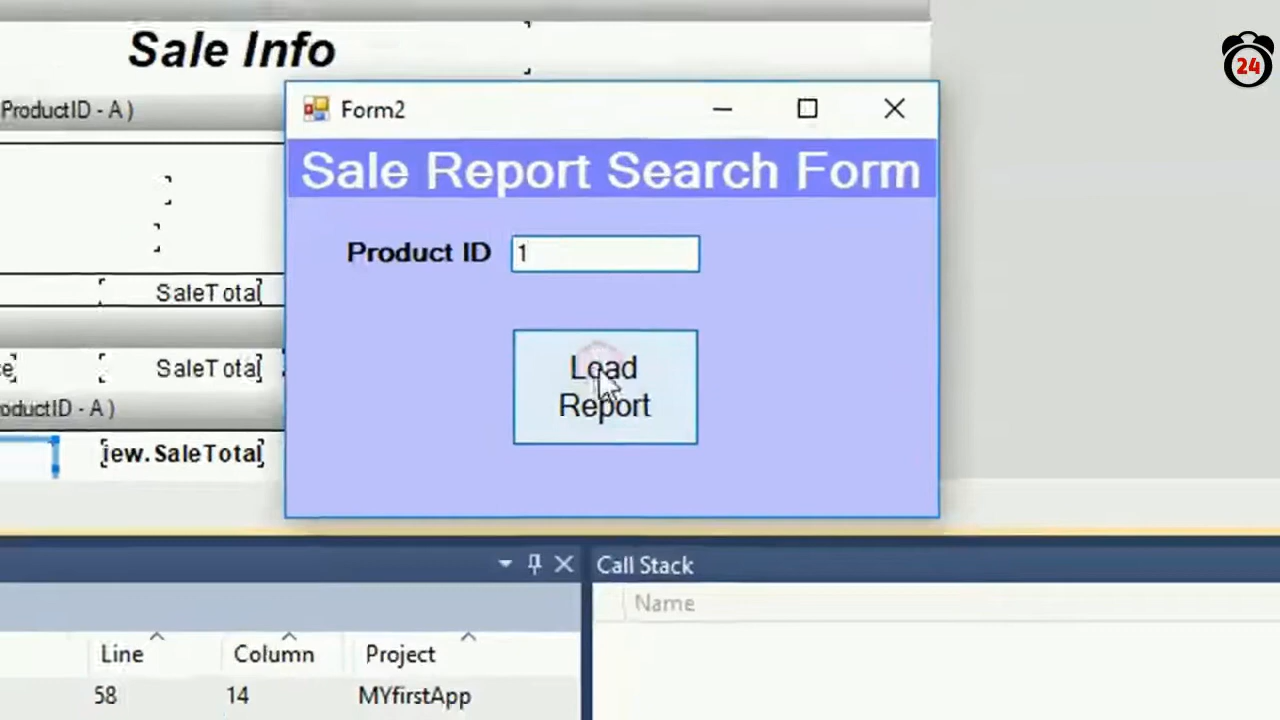 Sale Info
24
ProductID - A )
Form2
Sale Report Search Form
Product ID 1
SaleTotal
Load
Report
SaleTotal
oductID - A )
iew.SaleTotal
Call Stack
Name
Line Column Project
58 14 MYfirstApp